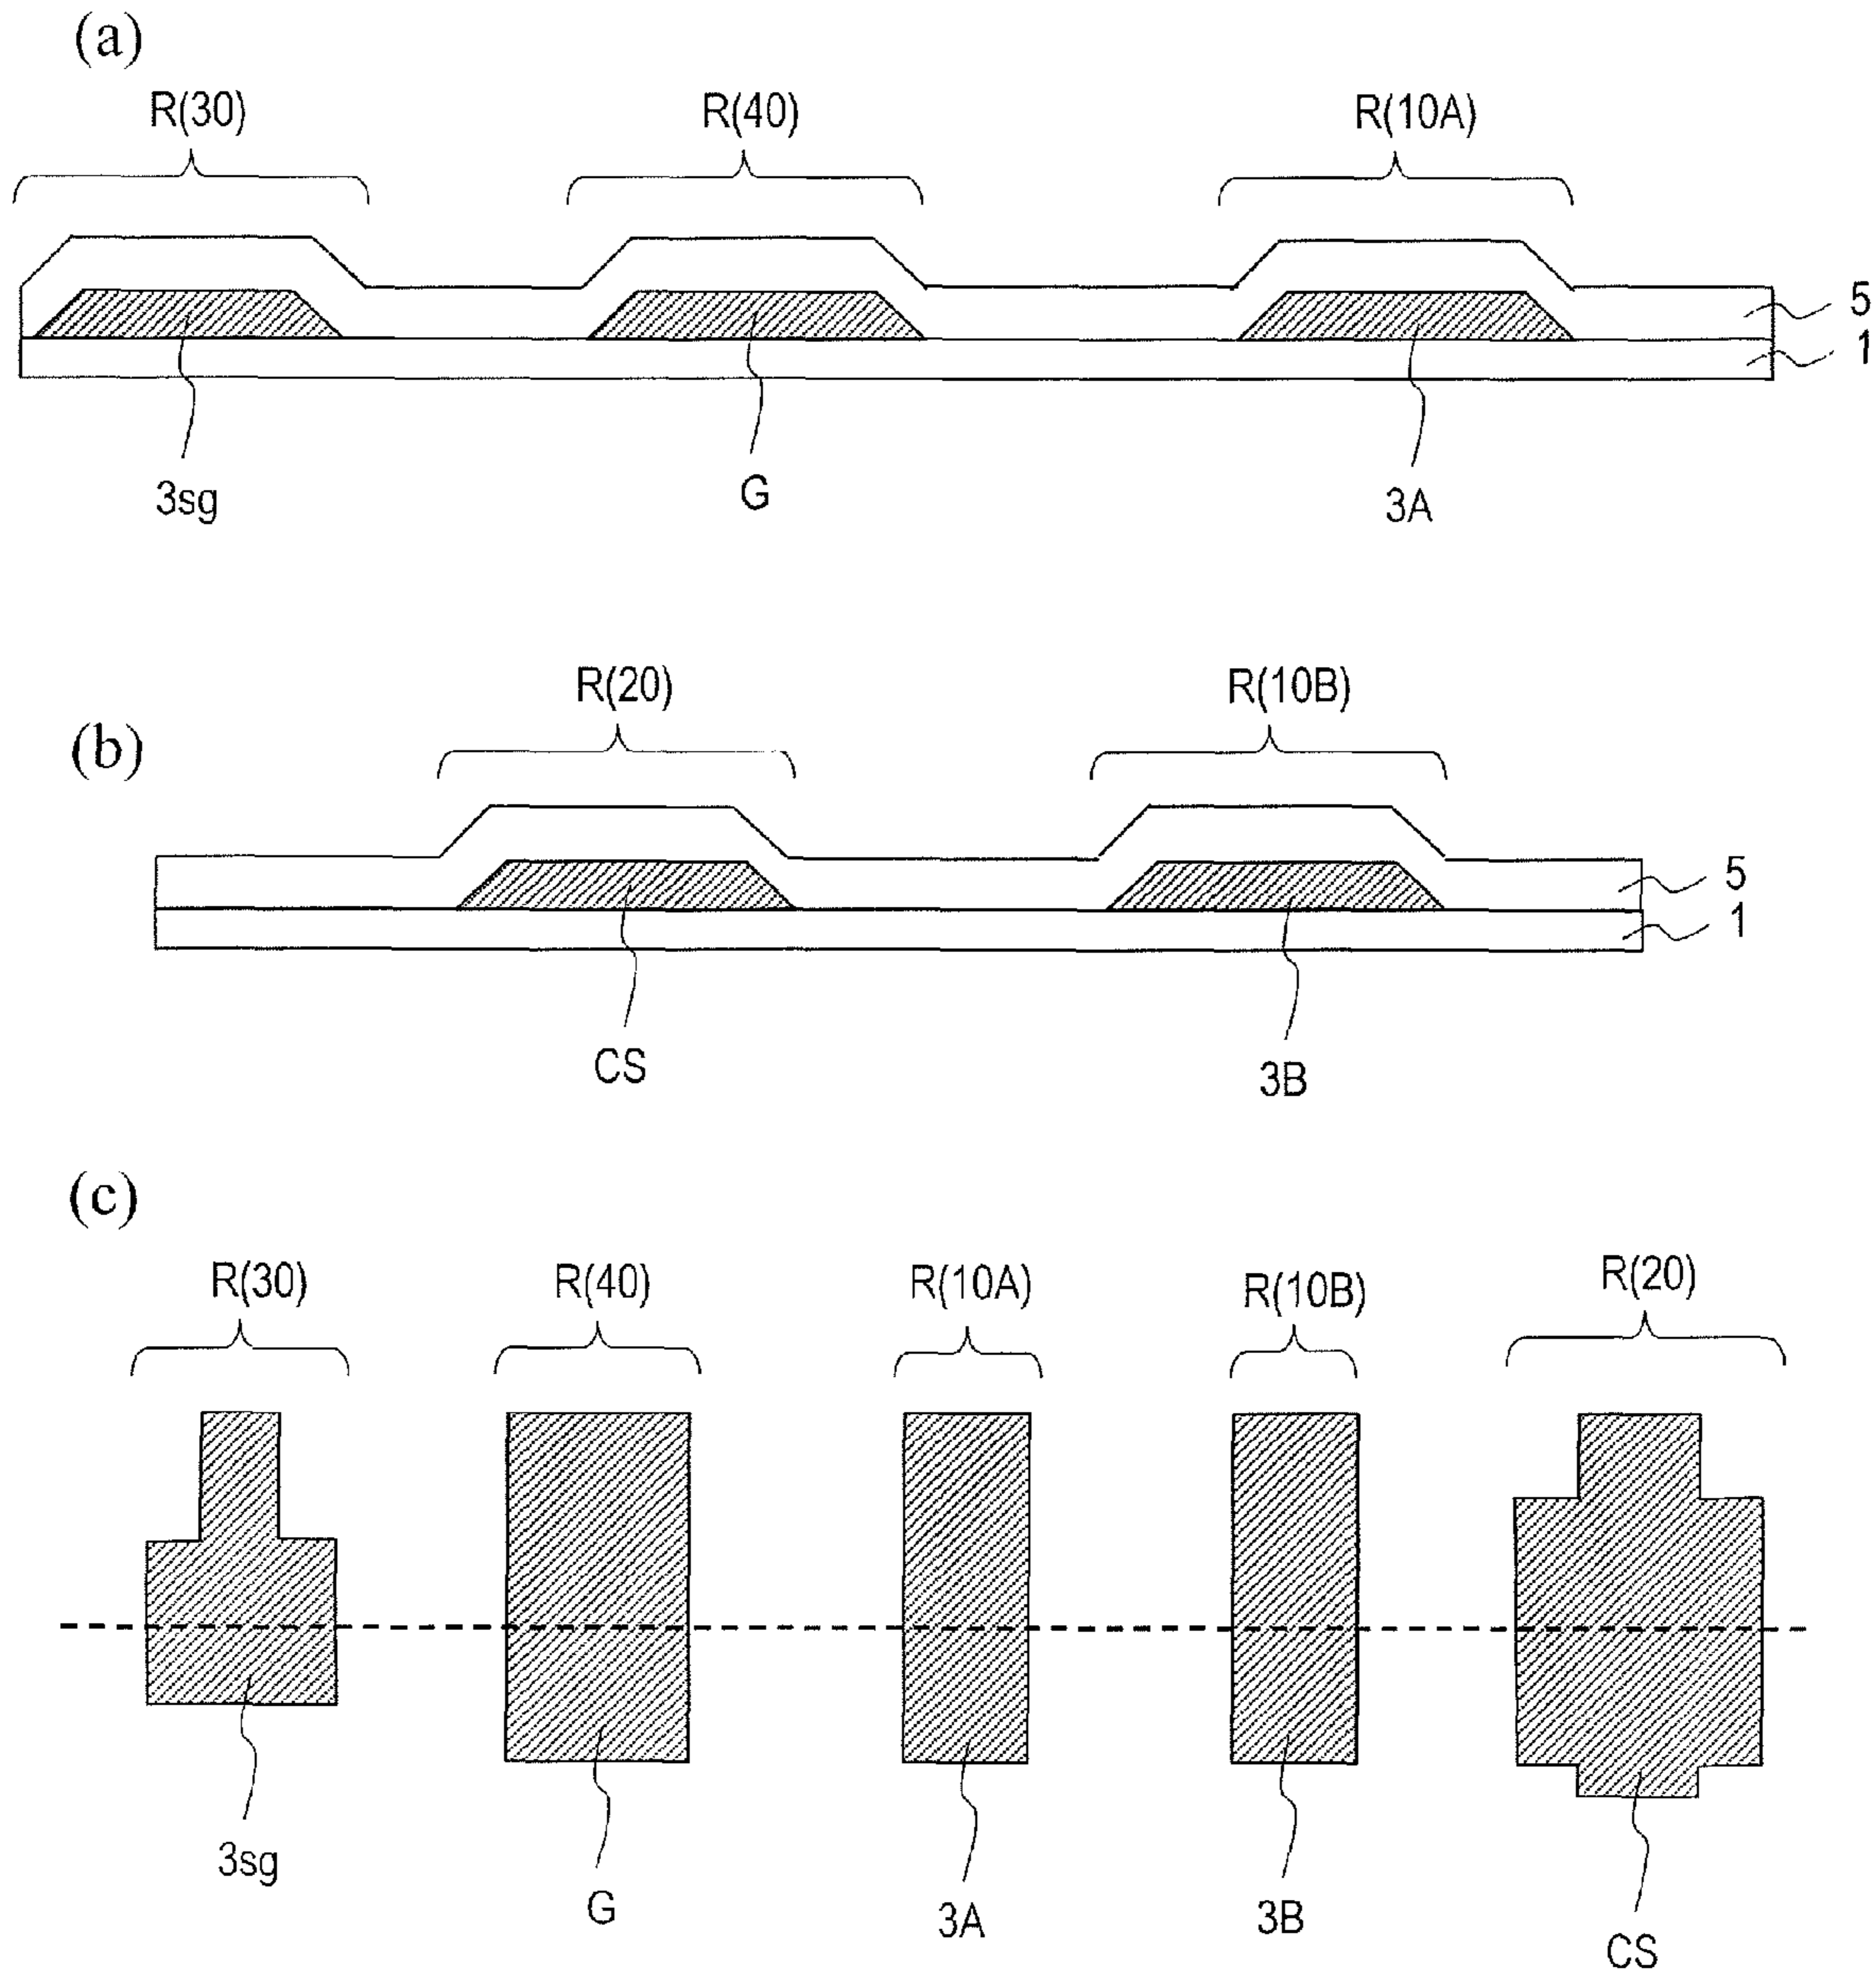 (a)
R(30) R(40) R(10A)
5
1
3sg G 3A
(b)
R(20) R(10B)
5
1
CS 3B
(c)
R(30) R(40) R(10A) R(10B) R(20)
3sg G 3A 3B CS